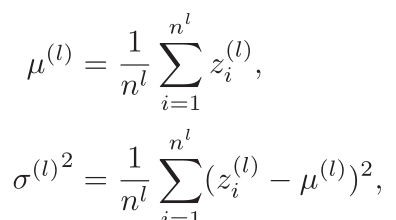 μ^{(l)} = \frac{1}{n^l} \sum_{i=1}^{n^l} z_i^{(l)},
σ^{(l)^2} = \frac{1}{n^l} \sum_{i=1}^{n^l} (z_i^{(l)} - μ^{(l)})^2,